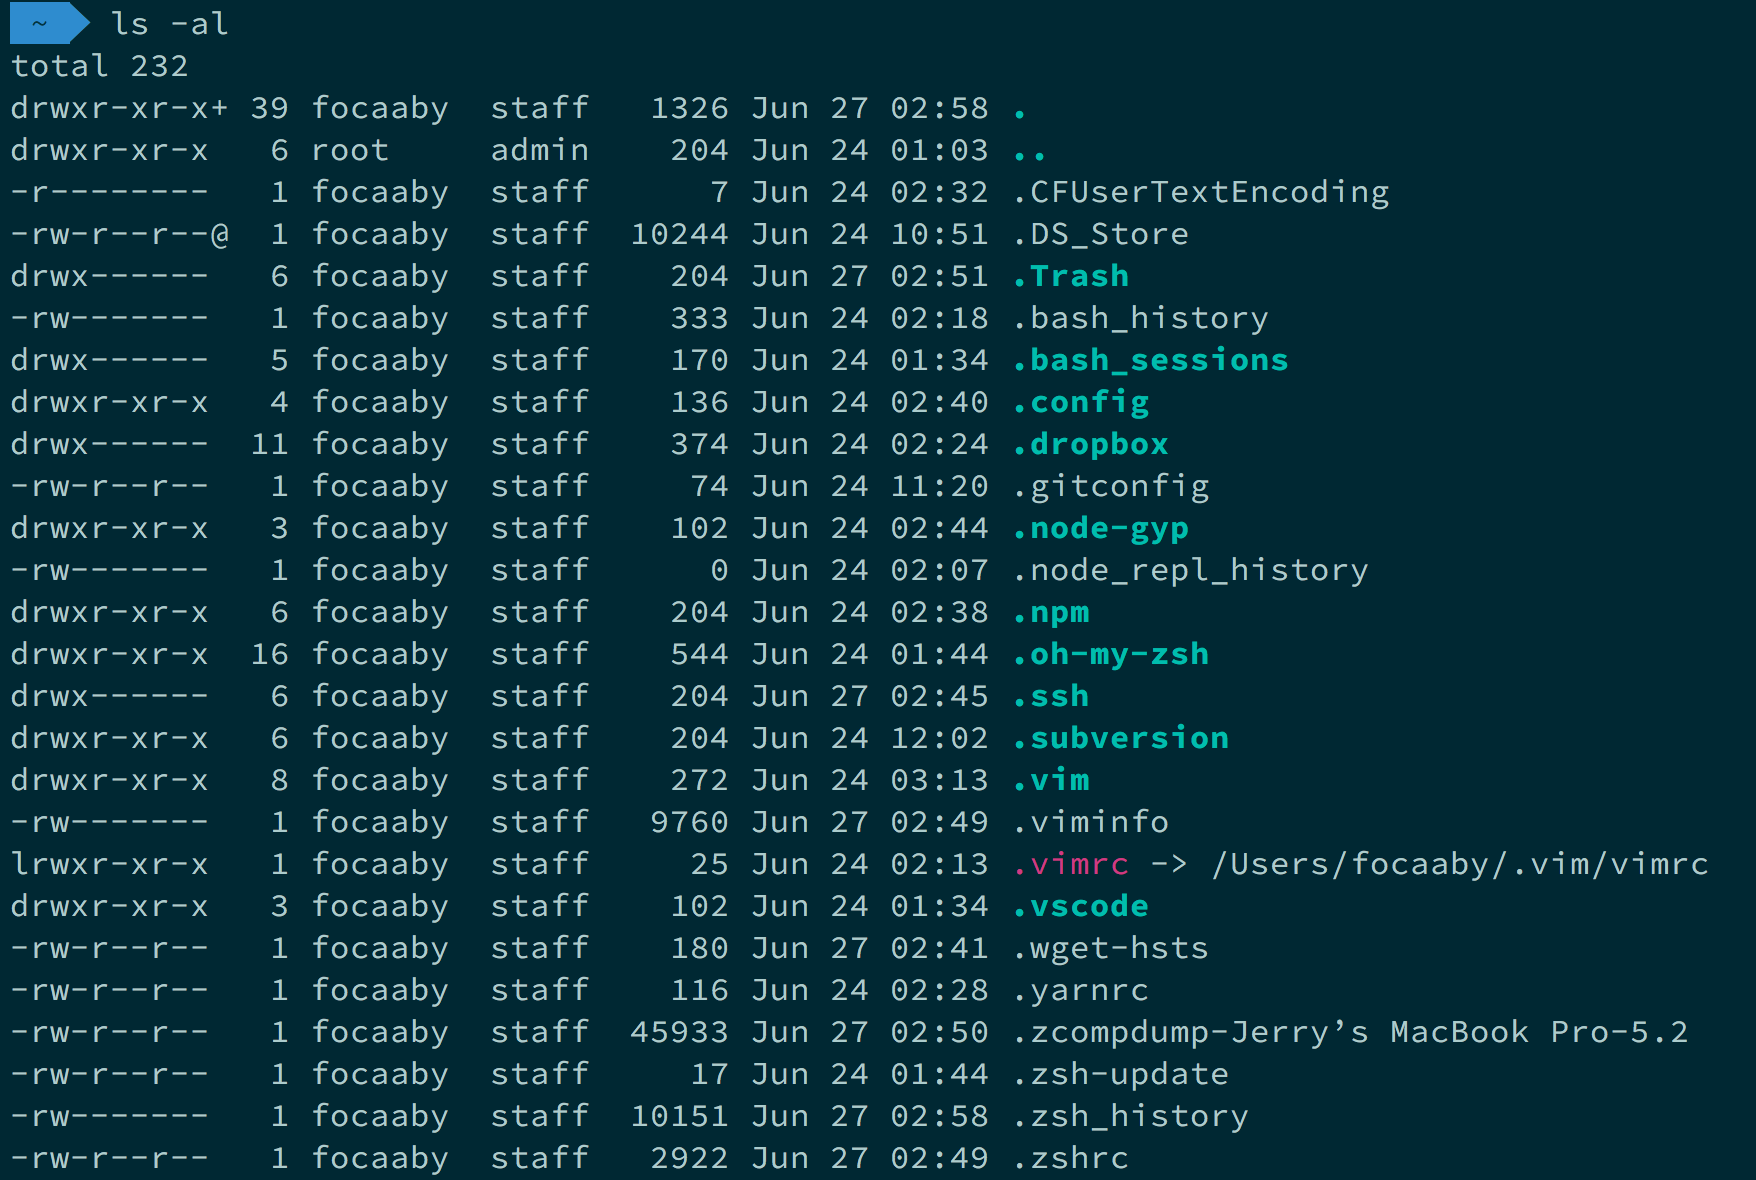 ~ ls -al
total 232
drwxr-xr-x+ 39 focaaby  staff   1326 Jun 27 02:58 .
drwxr-xr-x   6 root     admin    204 Jun 24 01:03 ..
-r--------   1 focaaby  staff      7 Jun 24 02:32 .CFUserTextEncoding
-rw-r--r--@  1 focaaby  staff  10244 Jun 24 10:51 .DS_Store
drwx------   6 focaaby  staff    204 Jun 27 02:51 .Trash
-rw-------   1 focaaby  staff    333 Jun 24 02:18 .bash_history
drwx------   5 focaaby  staff    170 Jun 24 01:34 .bash_sessions
drwxr-xr-x   4 focaaby  staff    136 Jun 24 02:40 .config
drwx------  11 focaaby  staff    374 Jun 24 02:24 .dropbox
-rw-r--r--   1 focaaby  staff     74 Jun 24 11:20 .gitconfig
drwxr-xr-x   3 focaaby  staff    102 Jun 24 02:44 .node-gyp
-rw-------   1 focaaby  staff      0 Jun 24 02:07 .node_repl_history
drwxr-xr-x   6 focaaby  staff    204 Jun 24 02:38 .npm
drwxr-xr-x  16 focaaby  staff    544 Jun 24 01:44 .oh-my-zsh
drwx------   6 focaaby  staff    204 Jun 27 02:45 .ssh
drwxr-xr-x   6 focaaby  staff    204 Jun 24 12:02 .subversion
drwxr-xr-x   8 focaaby  staff    272 Jun 24 03:13 .vim
-rw-------   1 focaaby  staff   9760 Jun 27 02:49 .viminfo
lrwxr-xr-x   1 focaaby  staff     25 Jun 24 02:13 .vimrc -> /Users/focaaby/.vim/vimrc
drwxr-xr-x   3 focaaby  staff    102 Jun 24 01:34 .vscode
-rw-r--r--   1 focaaby  staff    180 Jun 27 02:41 .wget-hsts
-rw-r--r--   1 focaaby  staff    116 Jun 24 02:28 .yarnrc
-rw-r--r--   1 focaaby  staff  45933 Jun 27 02:50 .zcompdump-Jerry’s MacBook Pro-5.2
-rw-r--r--   1 focaaby  staff     17 Jun 24 01:44 .zsh-update
-rw-------   1 focaaby  staff  10151 Jun 27 02:58 .zsh_history
-rw-r--r--   1 focaaby  staff   2922 Jun 27 02:49 .zshrc